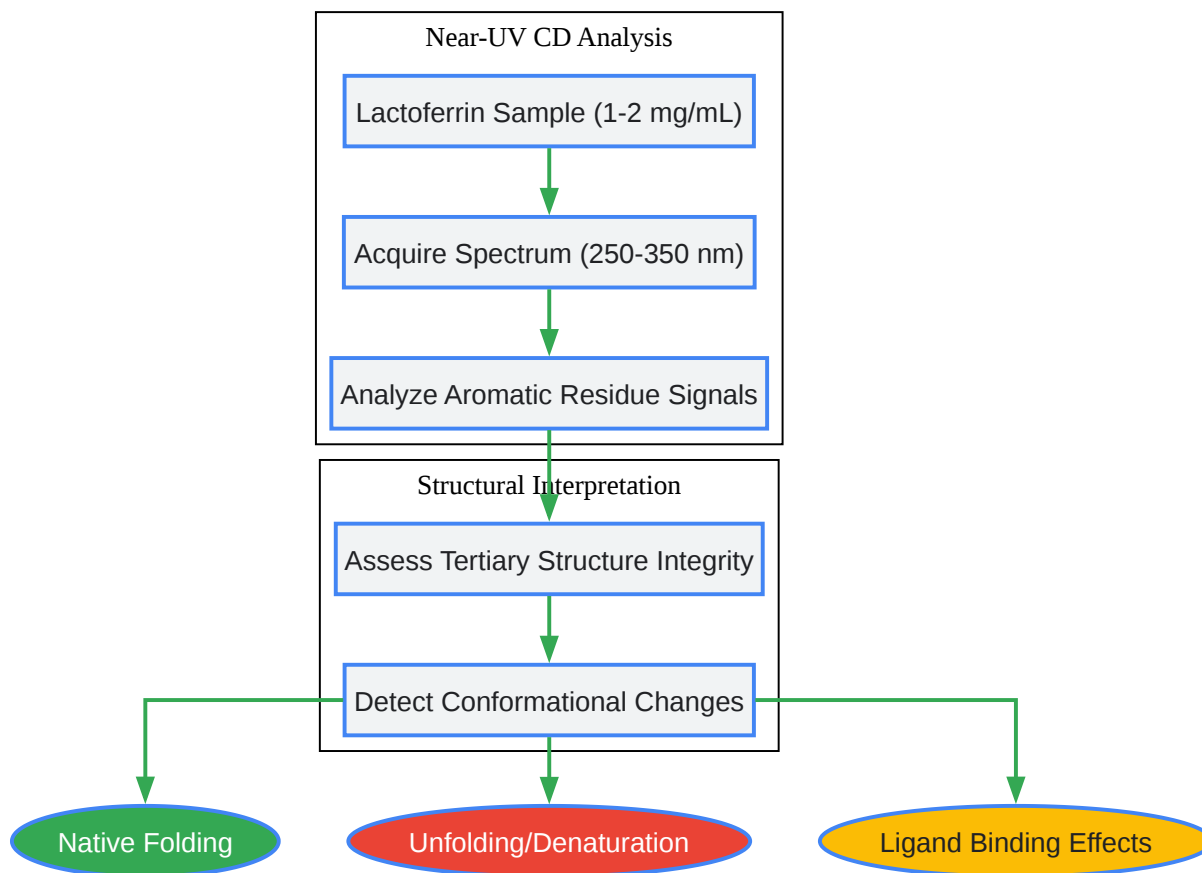 Near-UV CD Analysis
Lactoferrin Sample (1-2 mg/mL)
Acquire Spectrum (250-350 nm)
Analyze Aromatic Residue Signals
Structural Interpretation
Assess Tertiary Structure Integrity
Detect Conformational Changes
Native Folding
Unfolding/Denaturation
Ligand Binding Effects